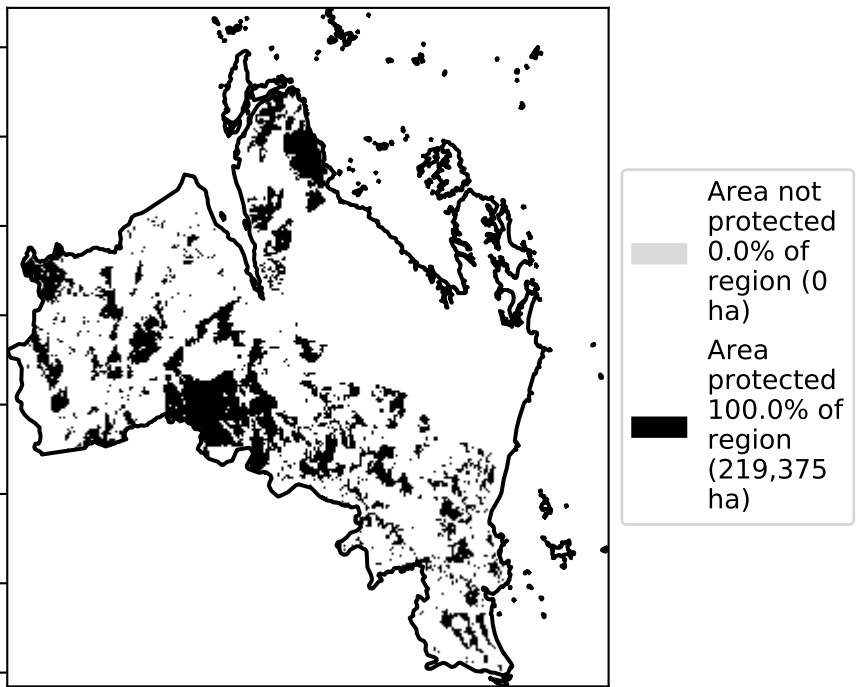 Area not
protected
0.0% of
region (0
ha)
Area
protected
100.0% of
region
(219,375
ha)